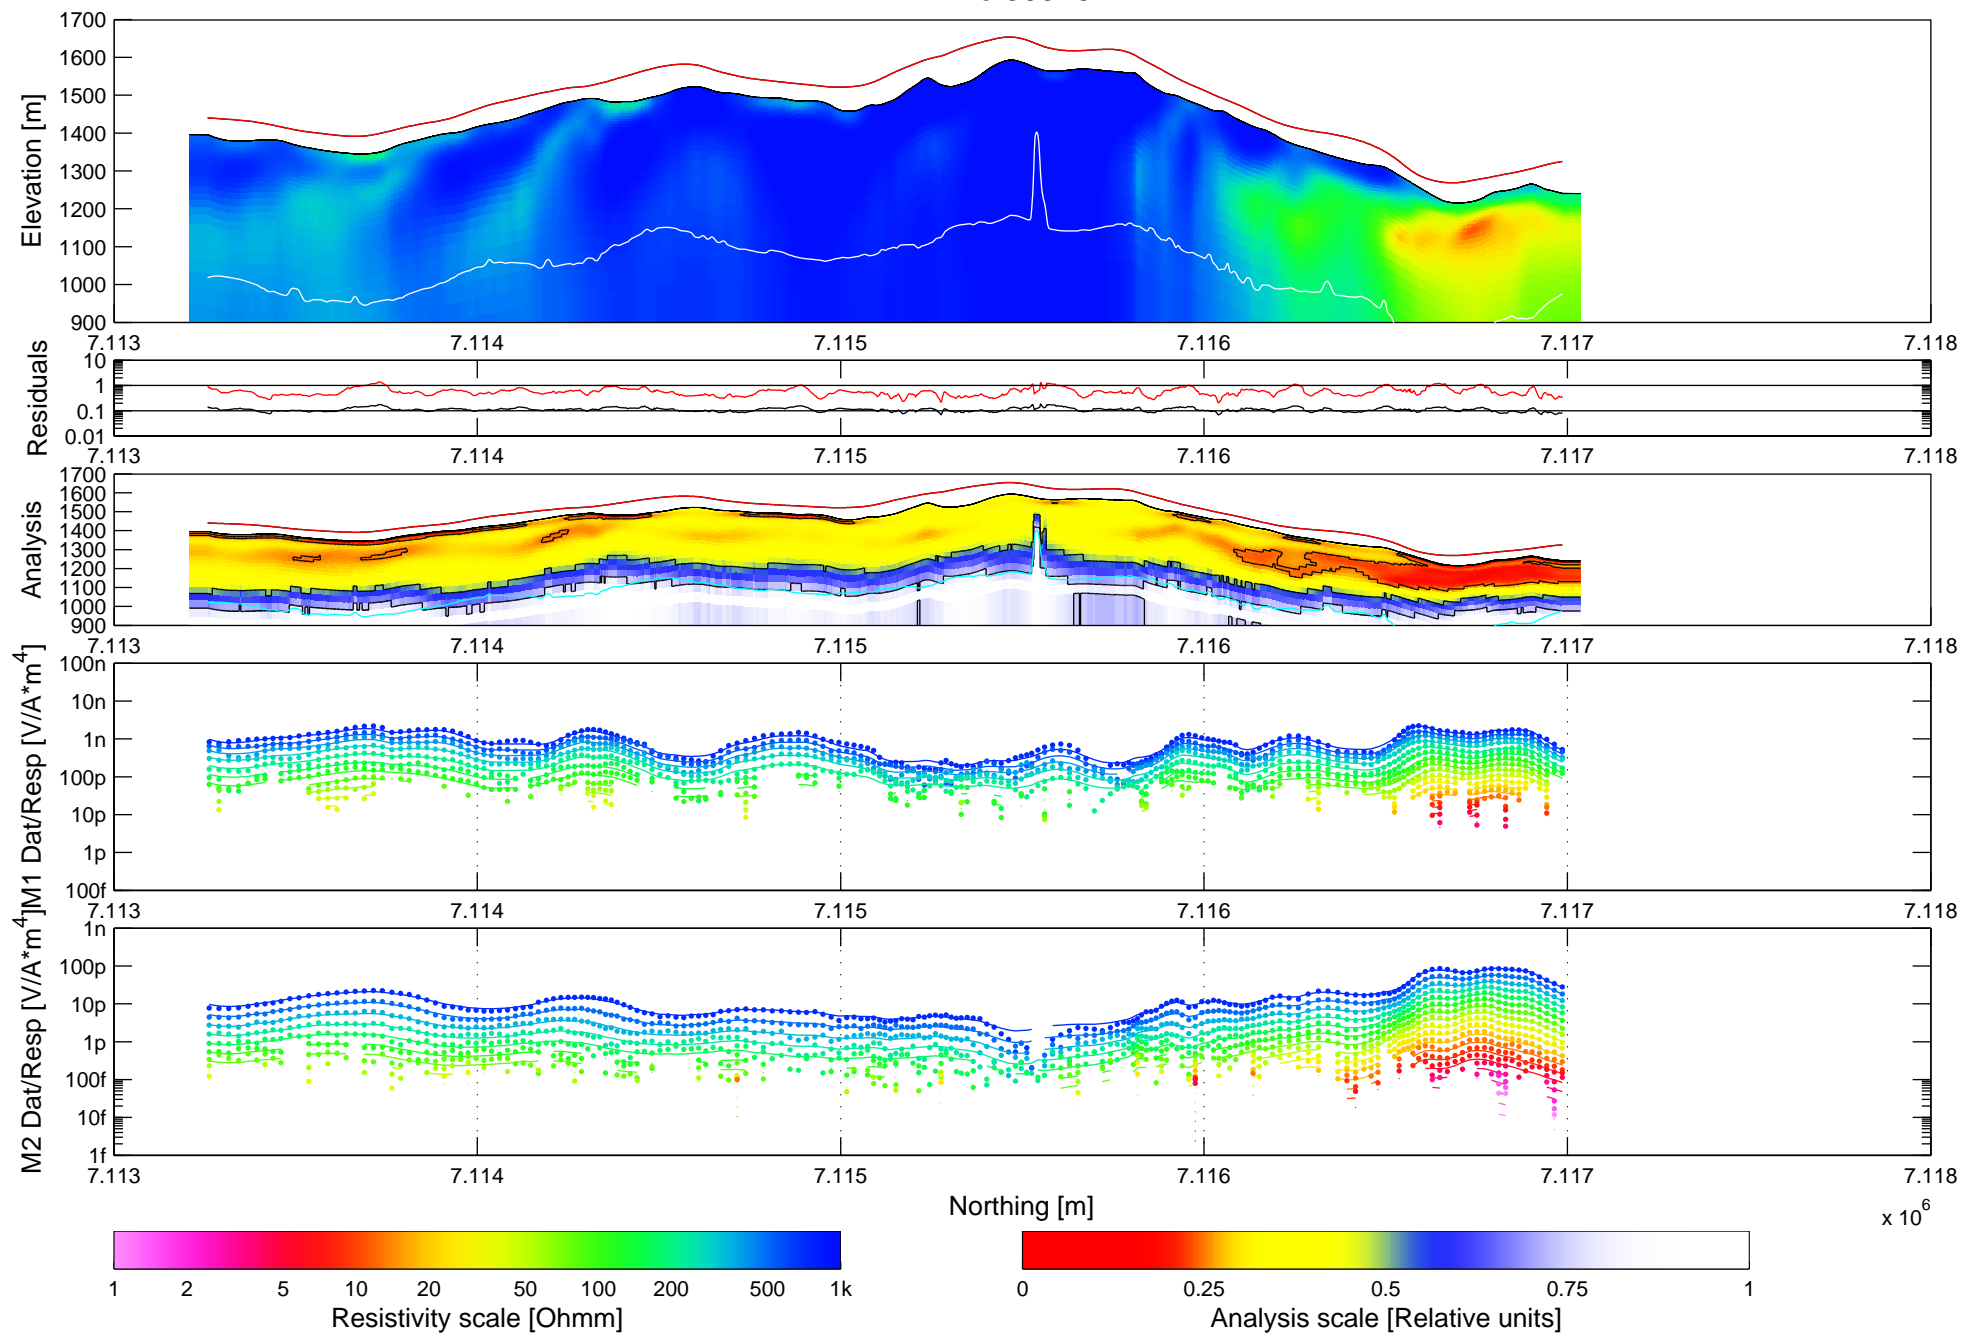 1700
1600
1500
1400
1300
1200
1100
1000
900
Elevation [m]
7.113 7.114 7.115 7.116 7.117 7.118
10
1
0.1
0.01
Residuals
7.113 7.114 7.115 7.116 7.117 7.118
1700
1600
1500
1400
1300
1200
1100
1000
900
Analysis
7.113 7.114 7.115 7.116 7.117 7.118
100n
10n
1n
100p
10p
1p
100f
M1 Dat/Resp [V/A*m^4]
7.113 7.114 7.115 7.116 7.117 7.118
1n
100p
10p
1p
100f
10f
1f
M2 Dat/Resp [V/A*m^4]
7.113 7.114 7.115 7.116 7.117 7.118
Northing [m]
x 10^6
1 2 5 10 20 50 100 200 500 1k
Resistivity scale [Ohmm]
0 0.25 0.5 0.75 1
Analysis scale [Relative units]